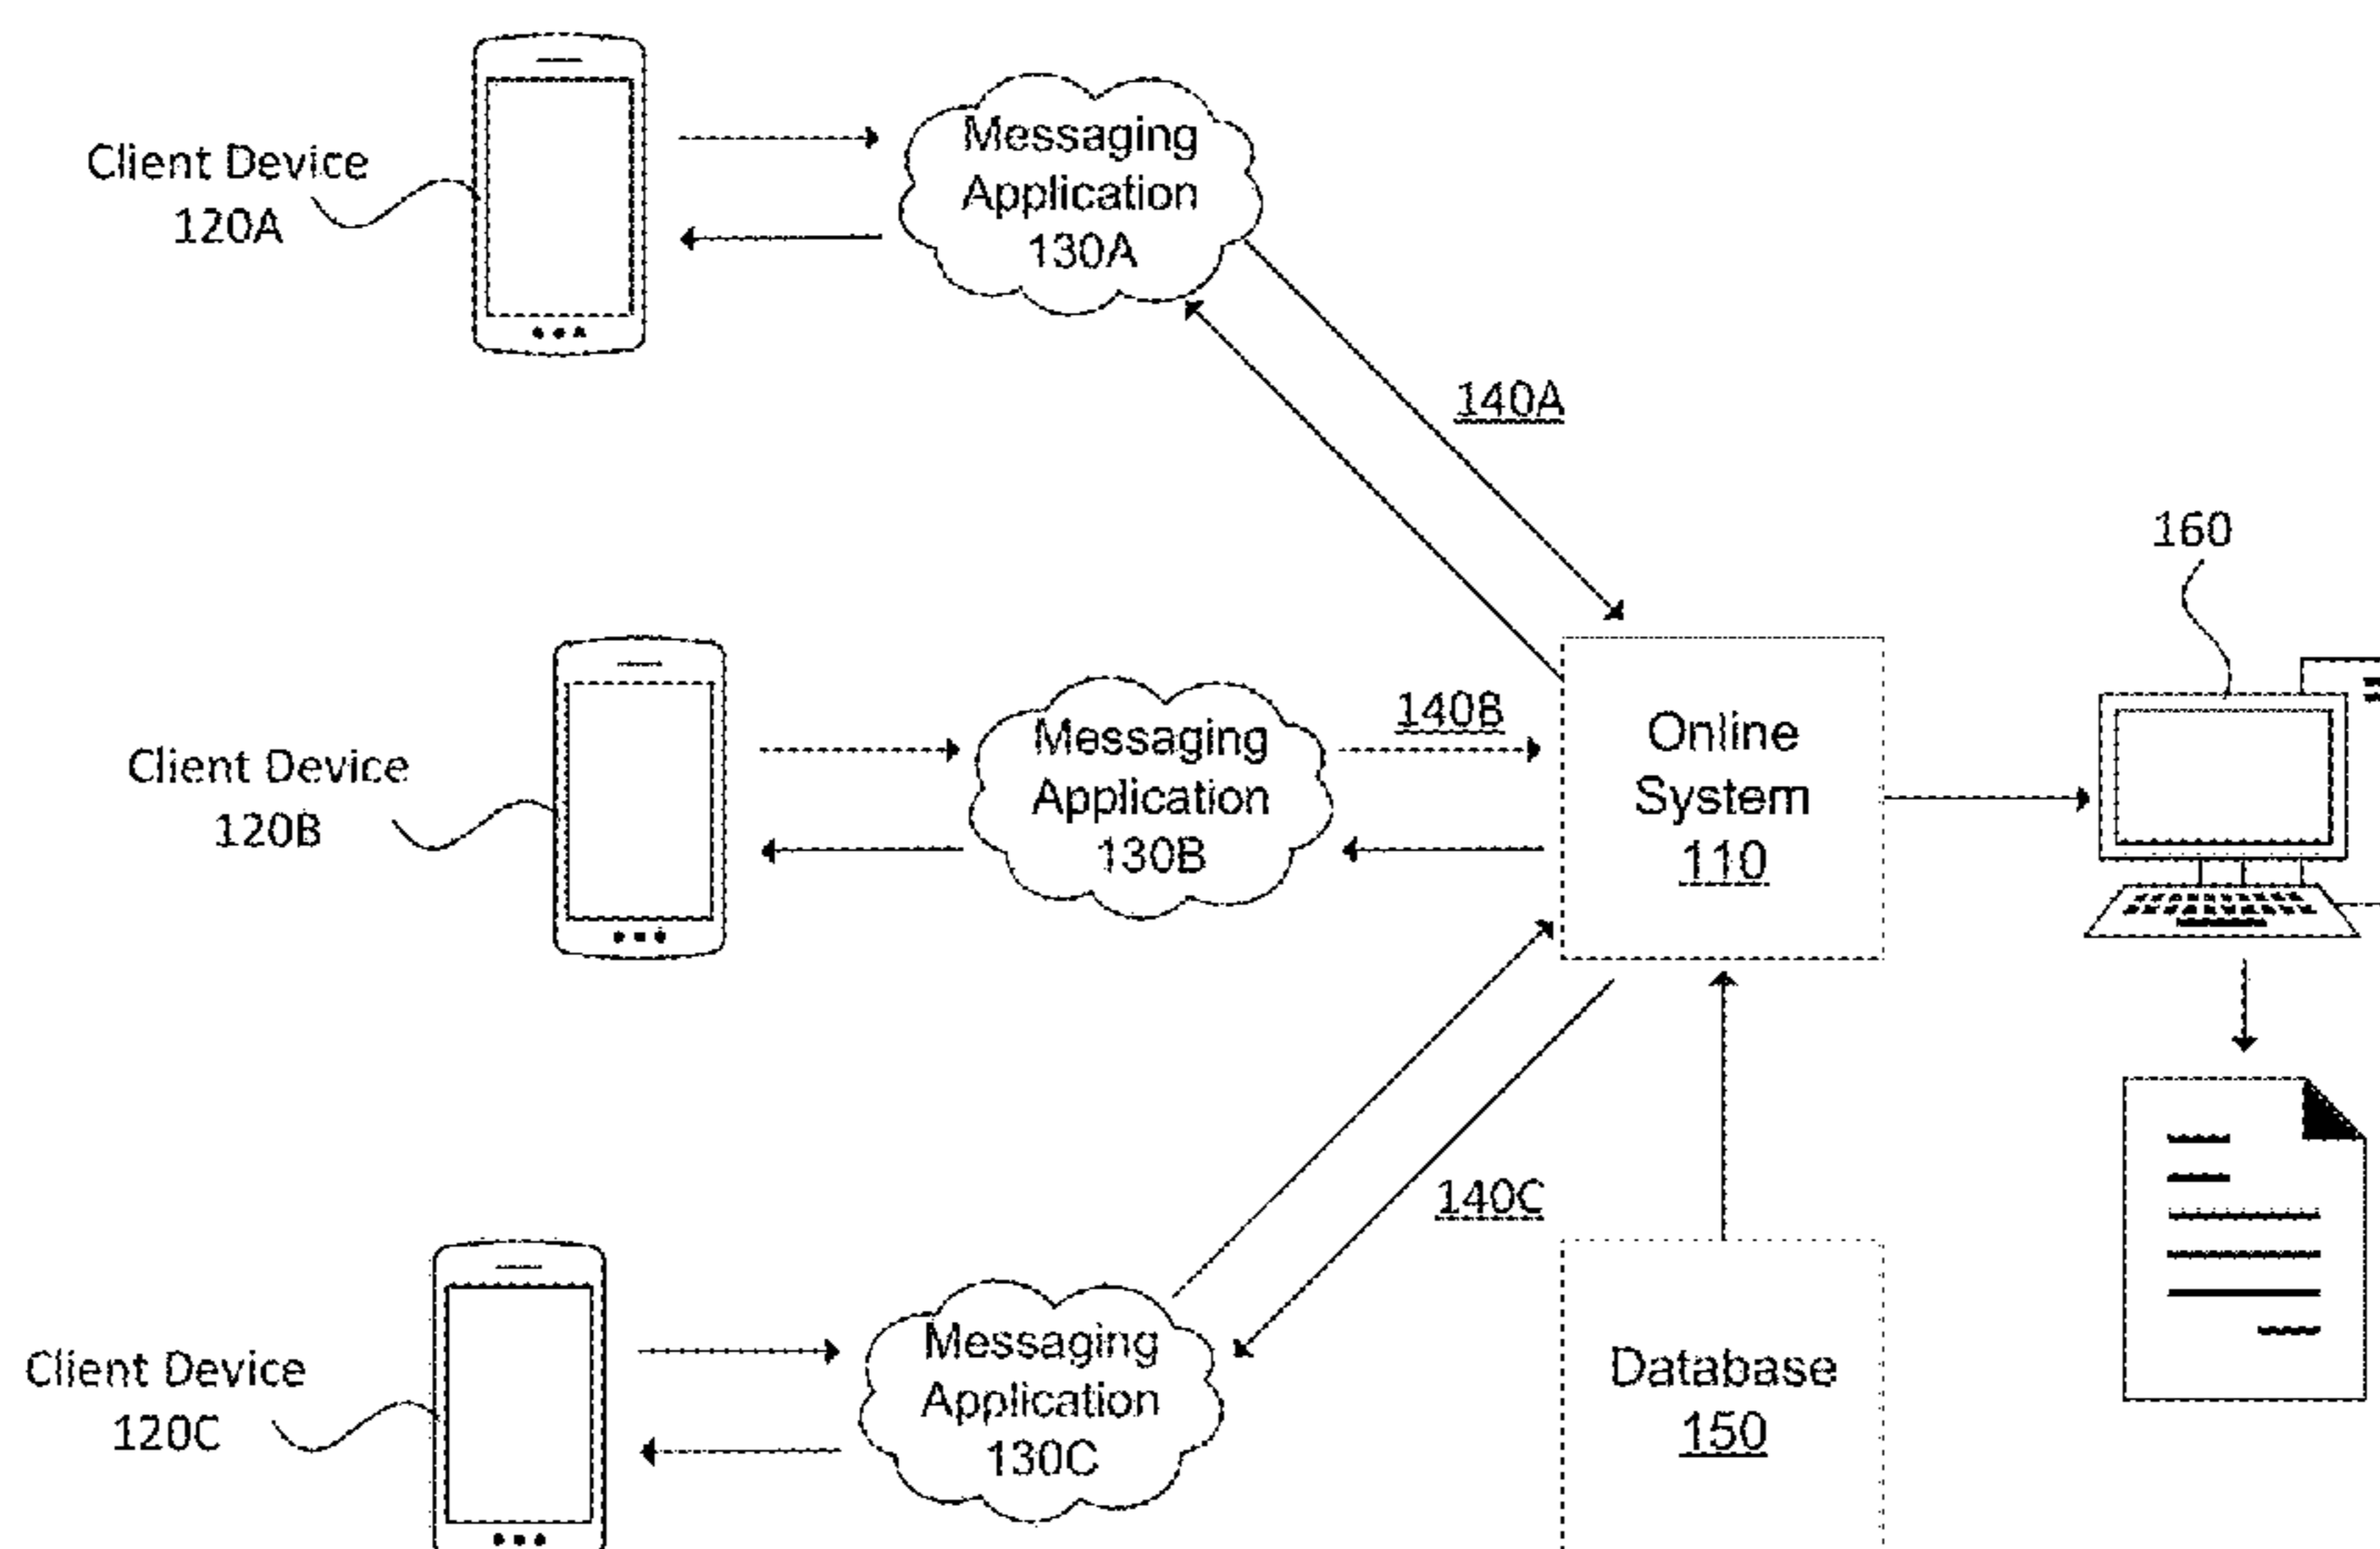 Client Device
120A
Messaging
Application
130A
140A
160
Client Device
120B
Messaging
Application
130B
140B
Online
System
110
140C
Client Device
120C
Messaging
Application
130C
Database
150